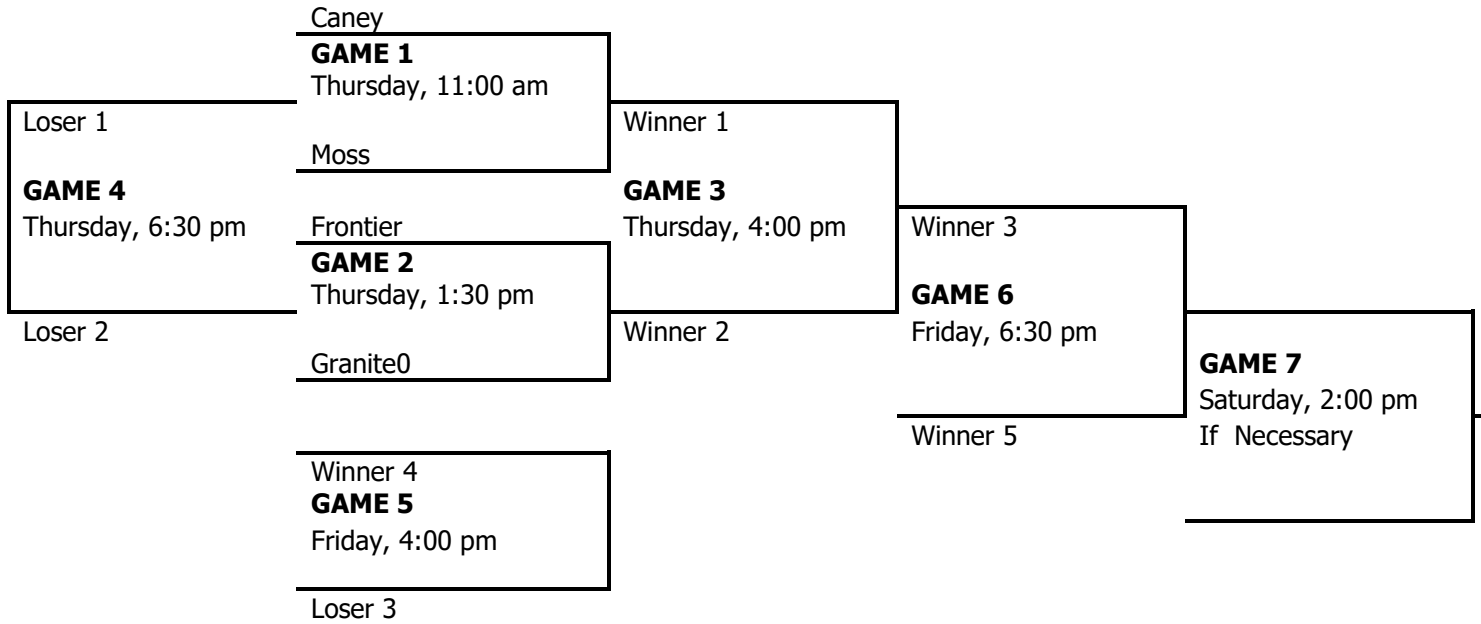 Caney
GAME 1
Thursday, 11:00 am
Loser 1
Winner 1
Moss
GAME 4
GAME 3
Thursday, 6:30 pm
Frontier
Thursday, 4:00 pm
Winner 3
GAME 2
Thursday, 1:30 pm
GAME 6
Loser 2
Winner 2
Friday, 6:30 pm
Granite0
GAME 7
Saturday, 2:00 pm
Winner 5
If Necessary
Winner 4
GAME 5
Friday, 4:00 pm
Loser 3